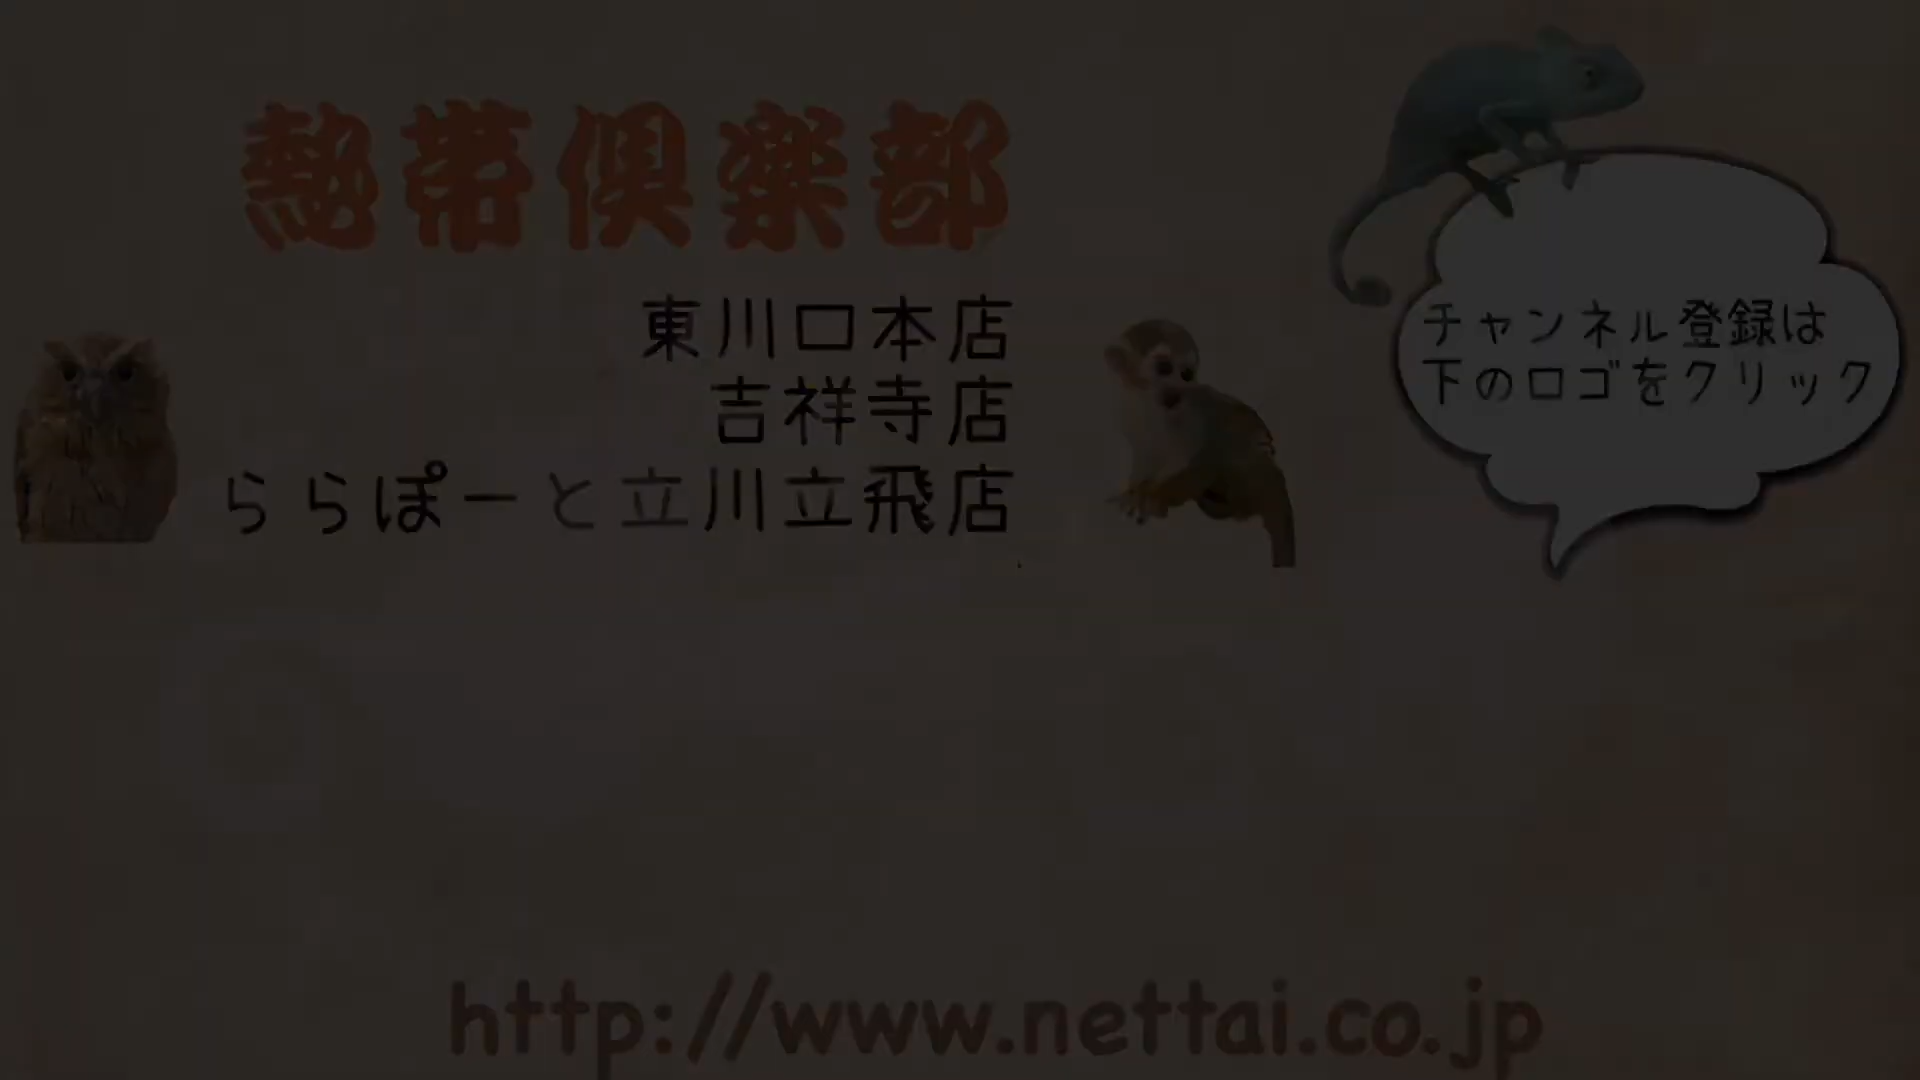 熱帯倶楽部
東川口本店
吉祥寺店
ららぽーと立川立飛店
チャンネル登録は
下のロゴをクリック
http://www.nettai.co.jp